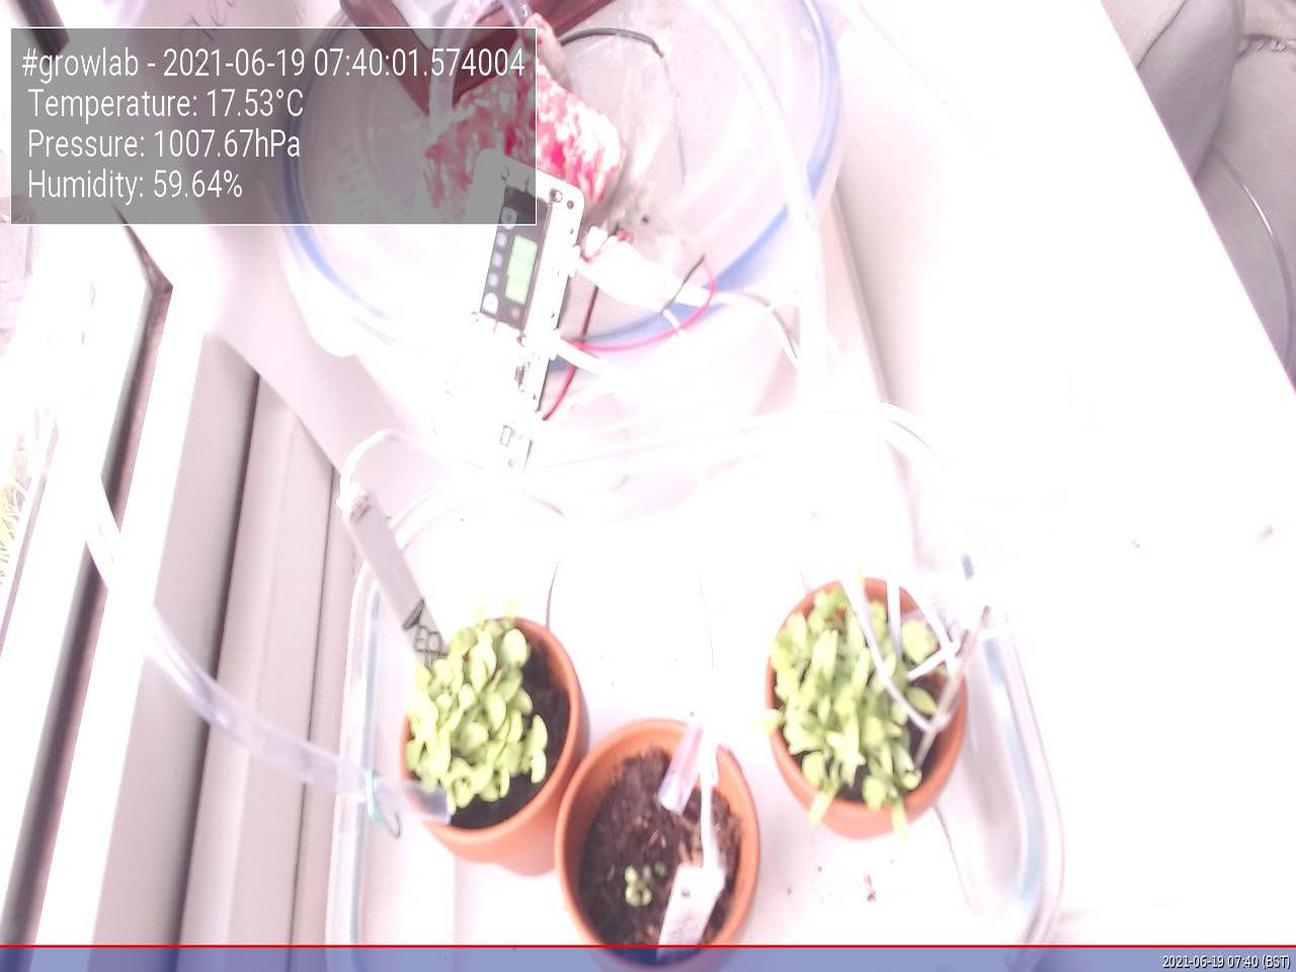 #growlab - 2021-06-19 07:40:01.574004
Temperature: 17.53°C
Pressure: 1007.67hPa
Humidity: 59.64%
2021-06-19 07:40 (BST)